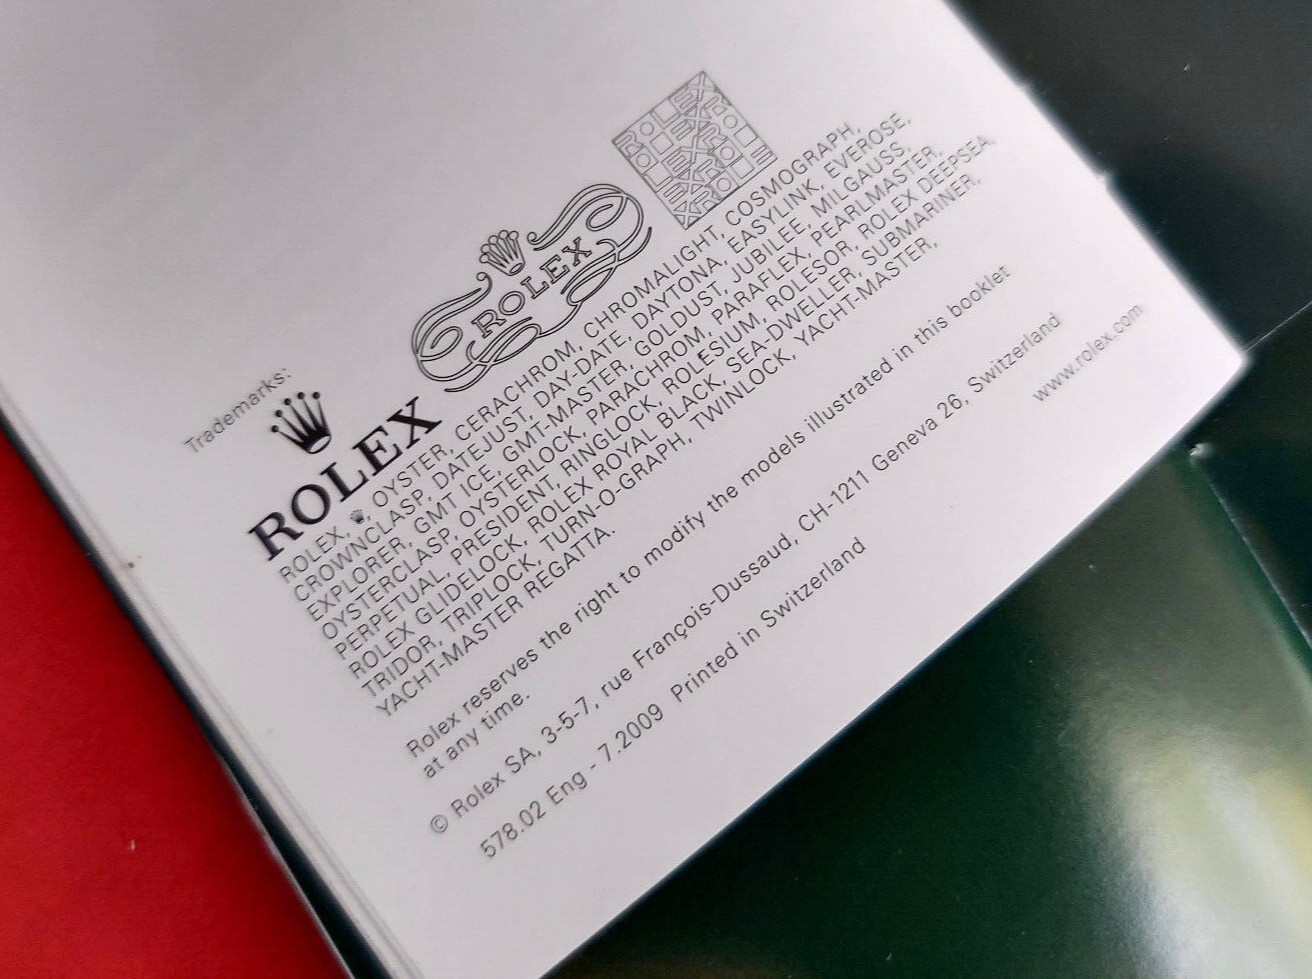 Trademarks:
ROLEX
ROLEX
ROLEX, OYSTER, CERACHROM, CHROMALIGHT, COSMOGRAPH,
CROWNCLASP, DATEJUST, DAY-DATE, DAYTONA, EASYLINK, EVEROSE,
EXPLORER, GMT ICE, GMT-MASTER, GOLDUST, JUBILEE, MILGAUSS,
OYSTERCLASP, OYSTERLOCK, PARACHROM, PARAFLEX, PEARLMASTER,
PERPETUAL, PRESIDENT, RINGLOCK, ROLESIUM, ROLESOR, ROLEX DEEPSEA,
ROLEX GLIDELOCK, ROLEX ROYAL BLACK, SEA-DWELLER, SUBMARINER,
TRIDOR, TRIPLOCK, TURN-O-GRAPH, TWINLOCK, YACHT-MASTER,
YACHT-MASTER REGATTA.
Rolex reserves the right to modify the models illustrated in this booklet
at any time.
© Rolex SA, 3-5-7, rue François-Dussaud, CH-1211 Geneva 26, Switzerland
578.02 Eng - 7.2009 Printed in Switzerland
www.rolex.com